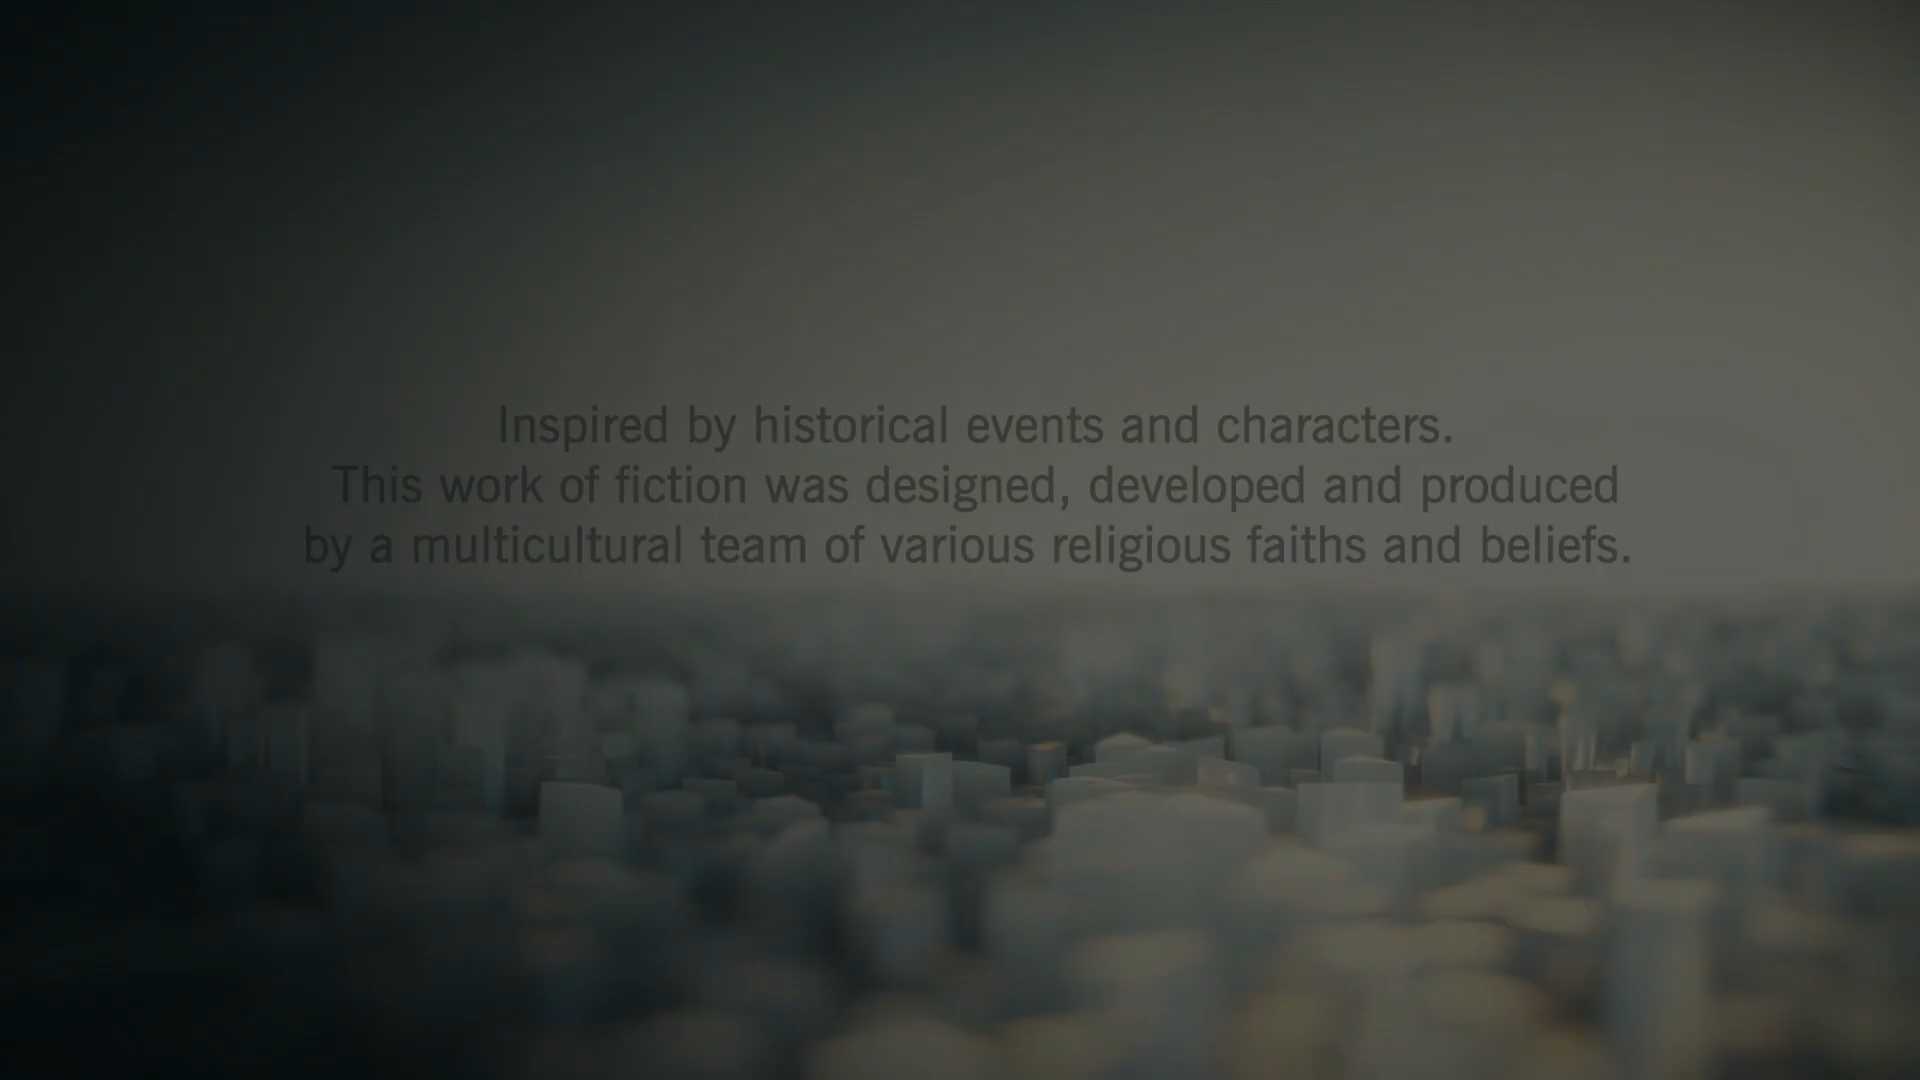 Inspired by historical events and characters.
This work of fiction was designed, developed and produced
by a multicultural team of various religious faiths and beliefs.